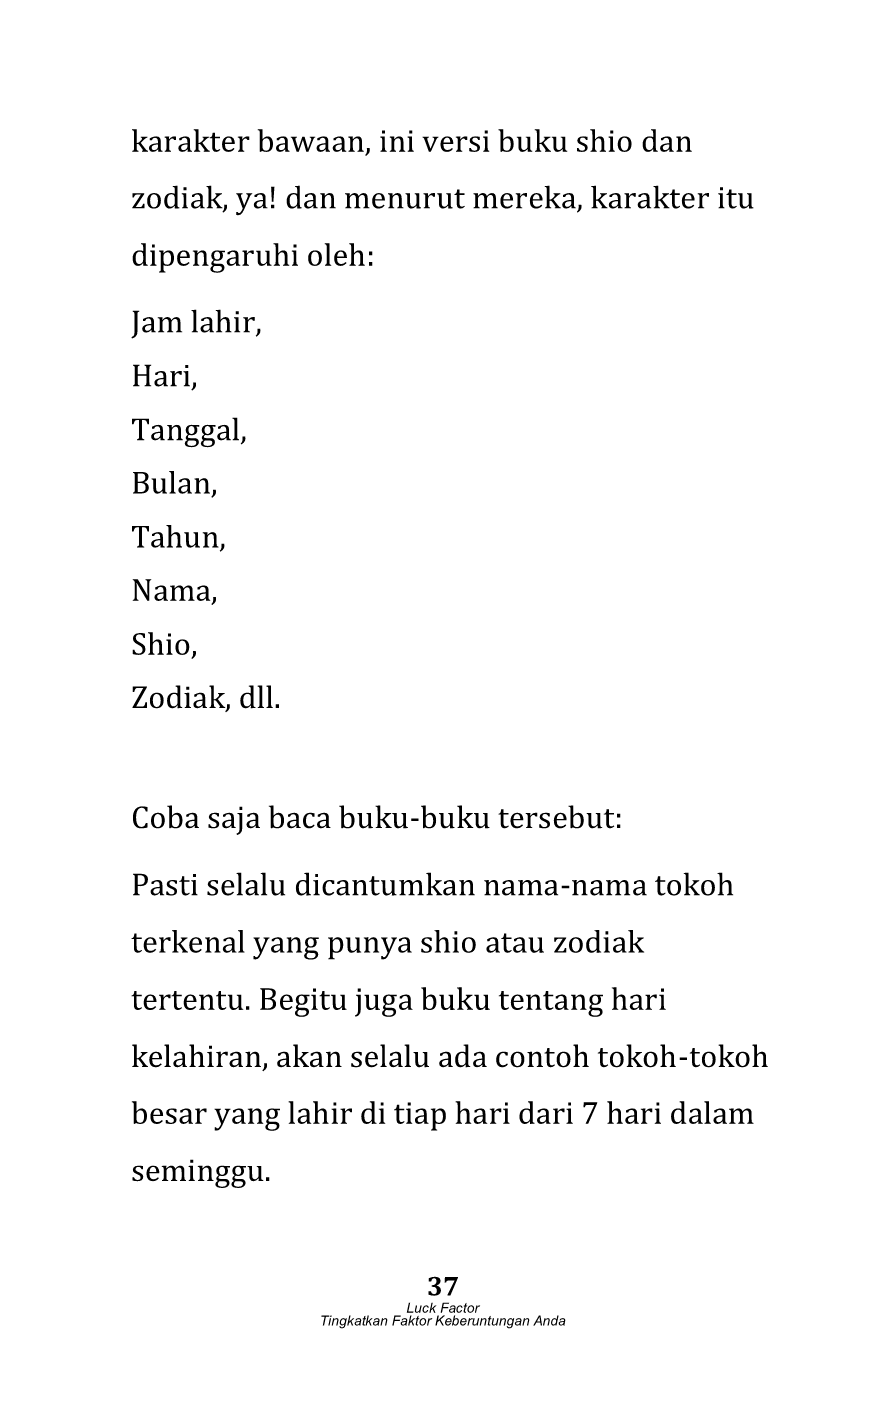 karakter bawaan, ini versi buku shio dan
zodiak, ya! dan menurut mereka, karakter itu
dipengaruhi oleh:
Jam lahir,
Hari,
Tanggal,
Bulan,
Tahun,
Nama,
Shio,
Zodiak, dll.
Coba saja baca buku-buku tersebut:
Pasti selalu dicantumkan nama-nama tokoh
terkenal yang punya shio atau zodiak
tertentu. Begitu juga buku tentang hari
kelahiran, akan selalu ada contoh tokoh-tokoh
besar yang lahir di tiap hari dari 7 hari dalam
seminggu.
37
Luck Factor
Tingkatkan Faktor Keberuntungan Anda